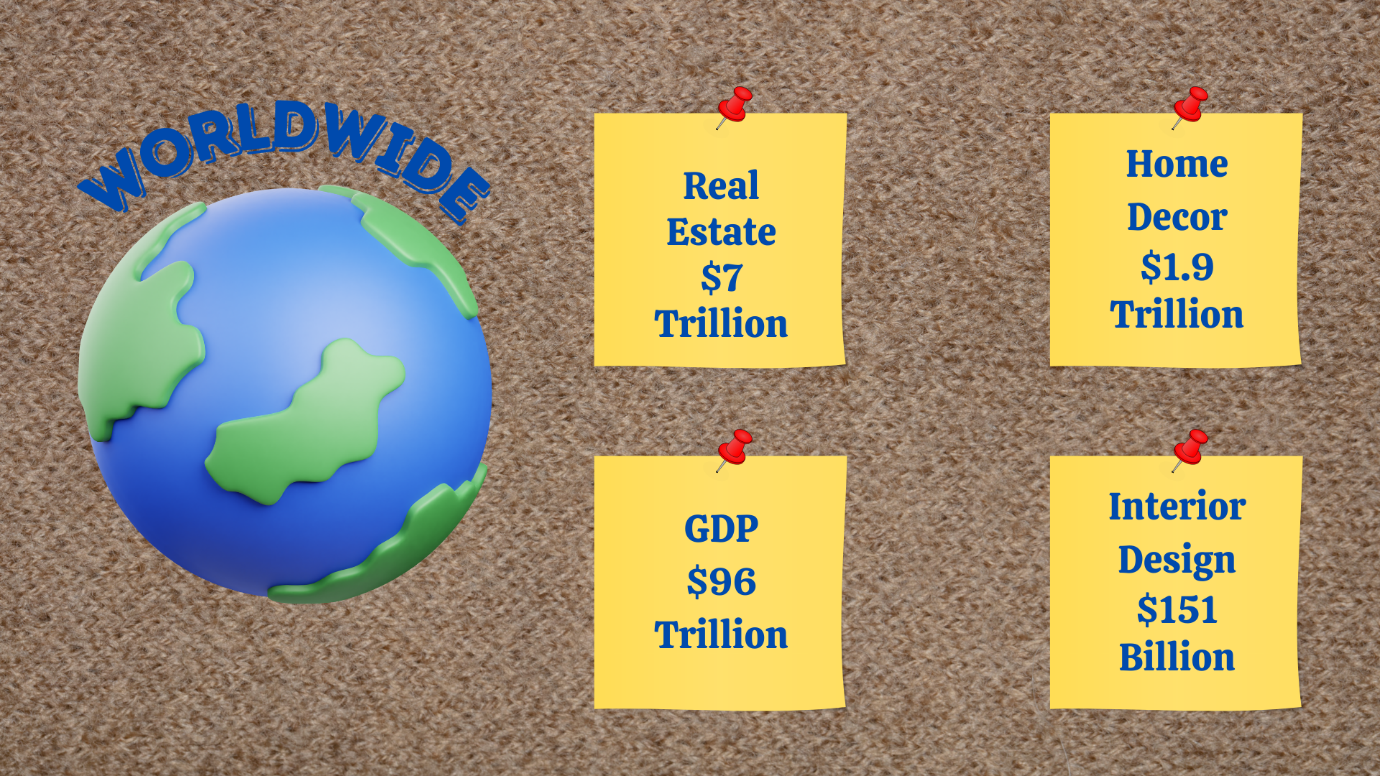 WORLDWIDE
Real
Estate
$7
Trillion
Home
Decor
$1.9
Trillion
GDP
$96
Trillion
Interior
Design
$151
Billion